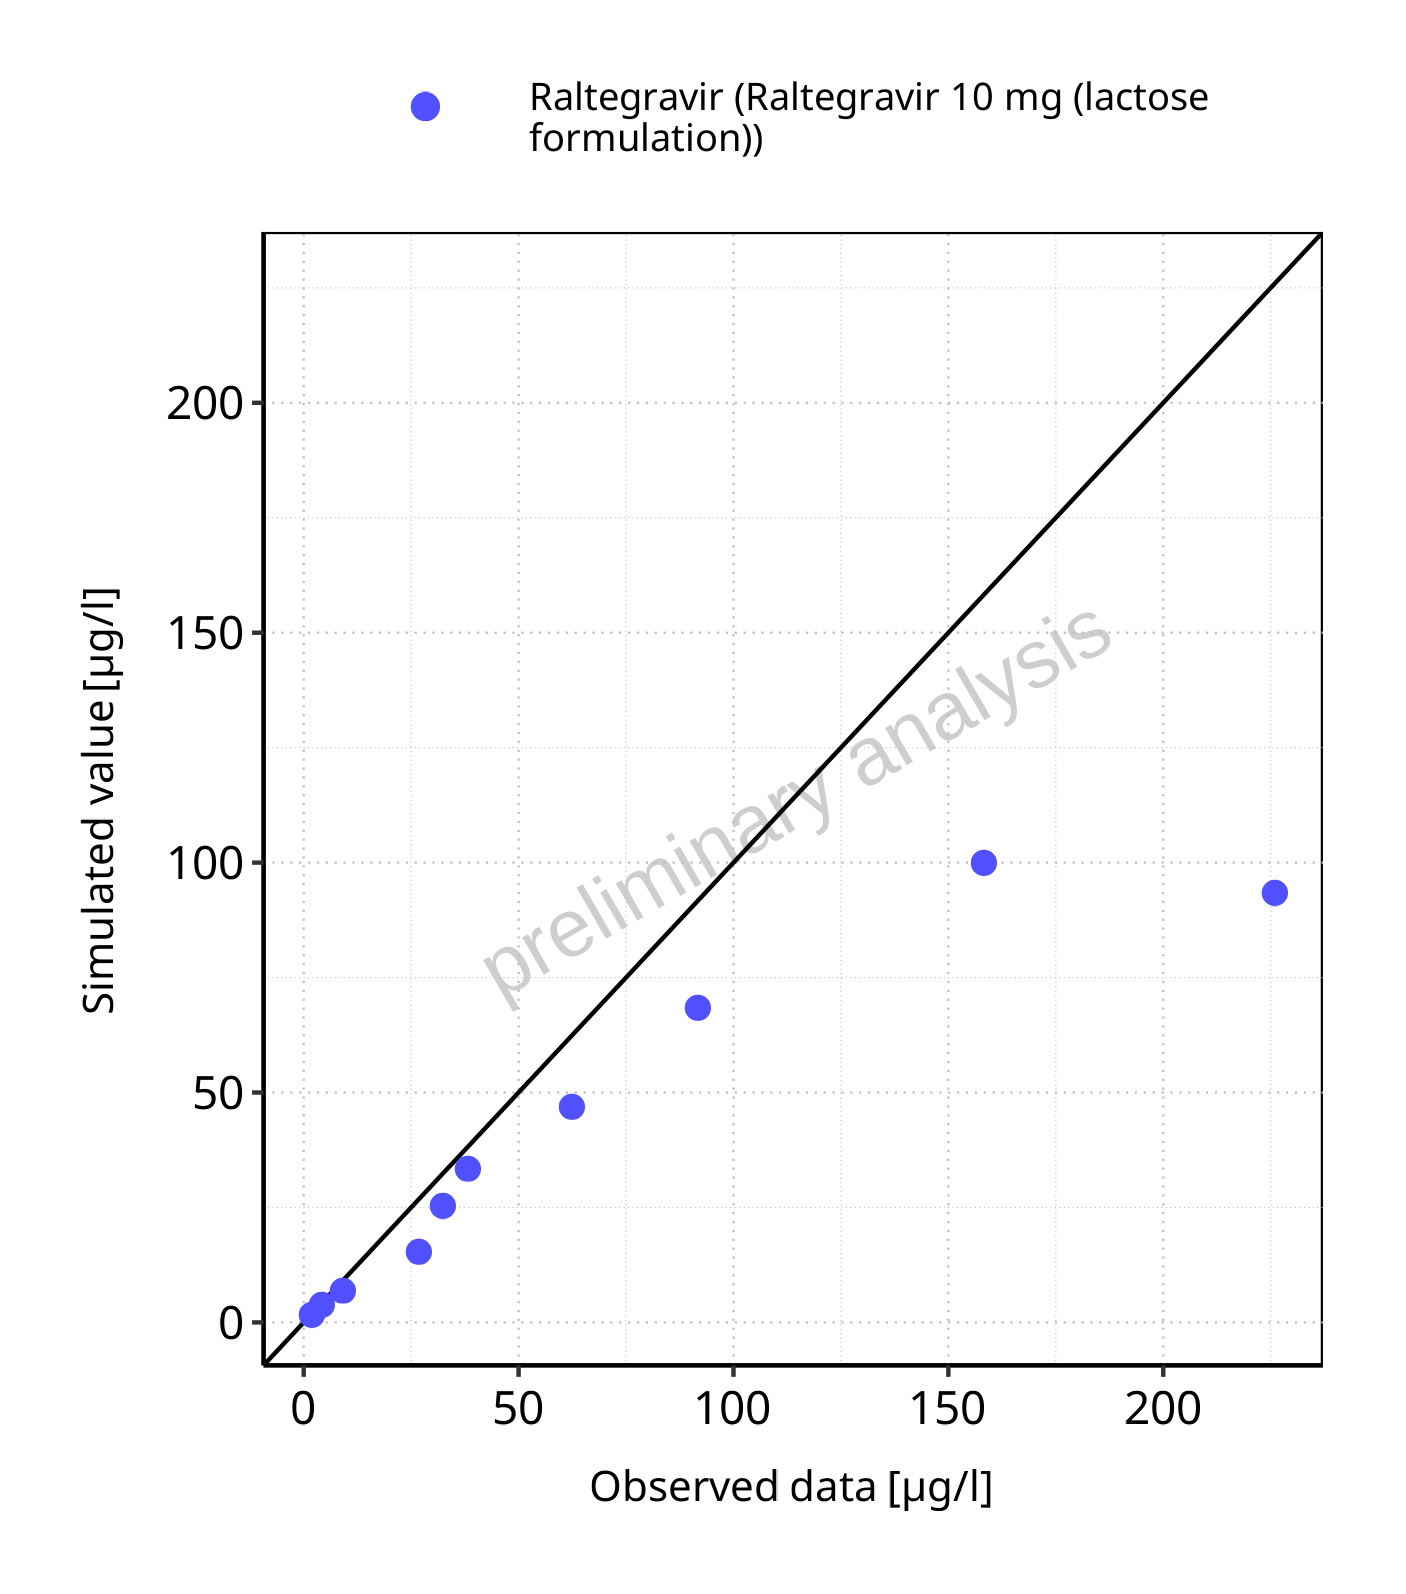 Raltegravir (Raltegravir 10 mg (lactose
formulation))
200
150
100
50
0
Simulated value [µg/l]
preliminary analysis
0 50 100 150 200
Observed data [µg/l]